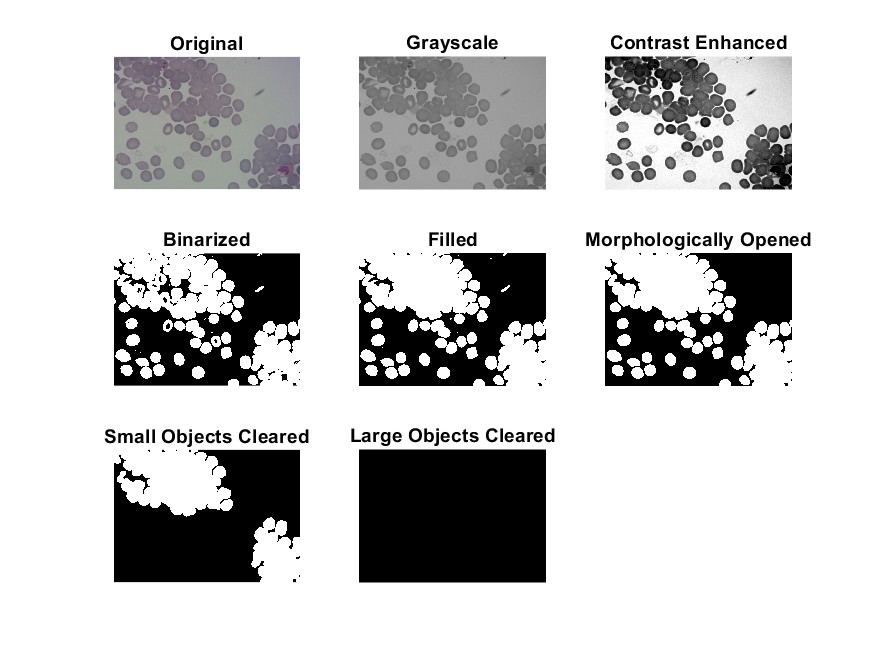 Original
Grayscale
Contrast Enhanced
Binarized
Filled
Morphologically Opened
Small Objects Cleared
Large Objects Cleared